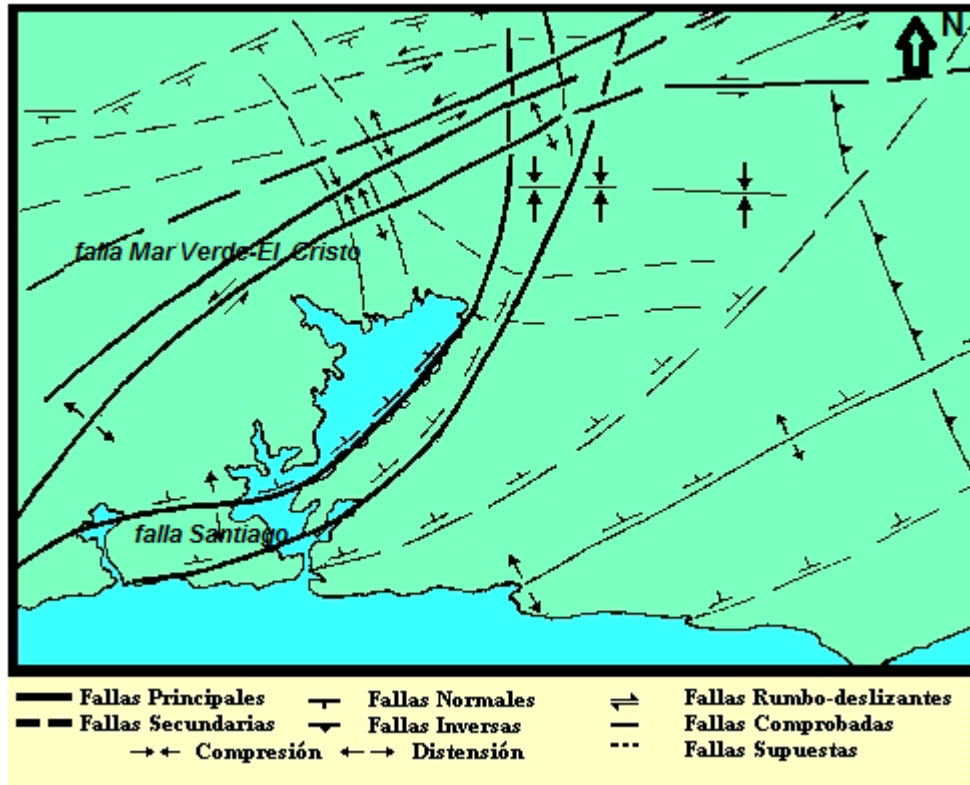 N
falla Mar Verde-El Cristo
falla Santiago
Fallas Principales Fallas Normales Fallas Rumbo-deslizantes
Fallas Secundarias Fallas Inversas Fallas Comprobadas
Compresión Distensión Fallas Supuestas